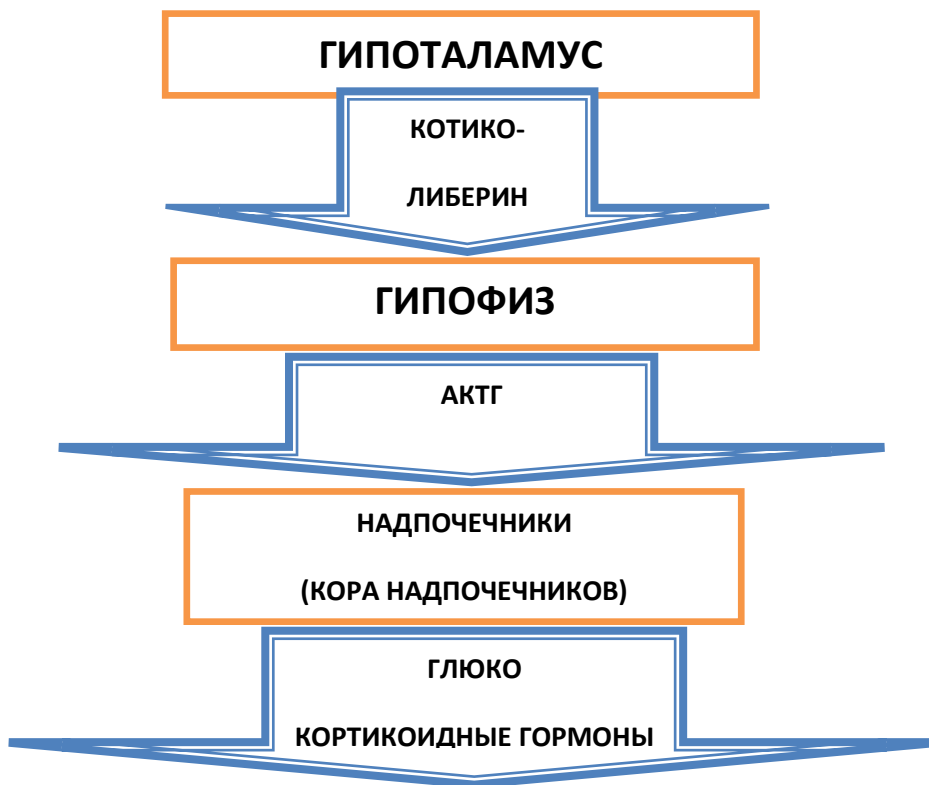 ГИПОТАЛАМУС
КОТИКО-
ЛИБЕРИН
ГИПОФИЗ
АКТГ
НАДПОЧЕЧНИКИ
(КОРА НАДПОЧЕЧНИКОВ)
ГЛЮКО
КОРТИКОИДНЫЕ ГОРМОНЫ